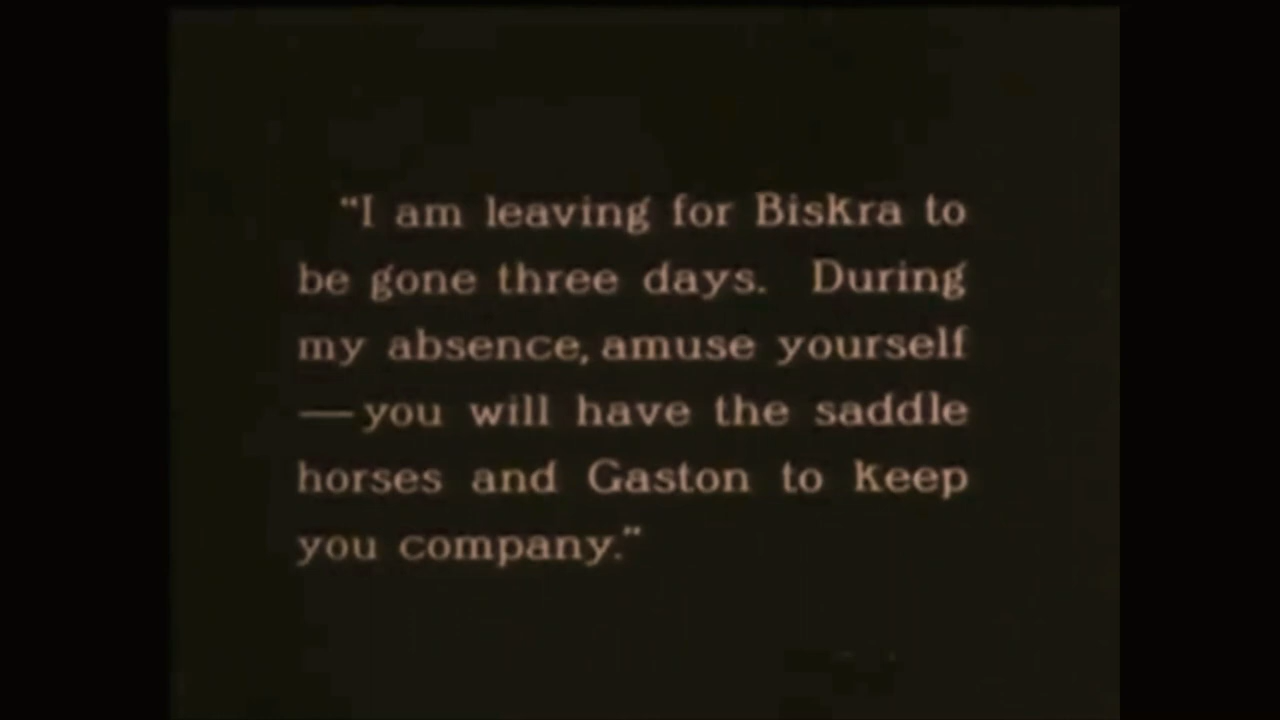 “I am leaving for Biskra to
be gone three days. During
my absence, amuse yourself
—you will have the saddle
horses and Gaston to keep
you company.”